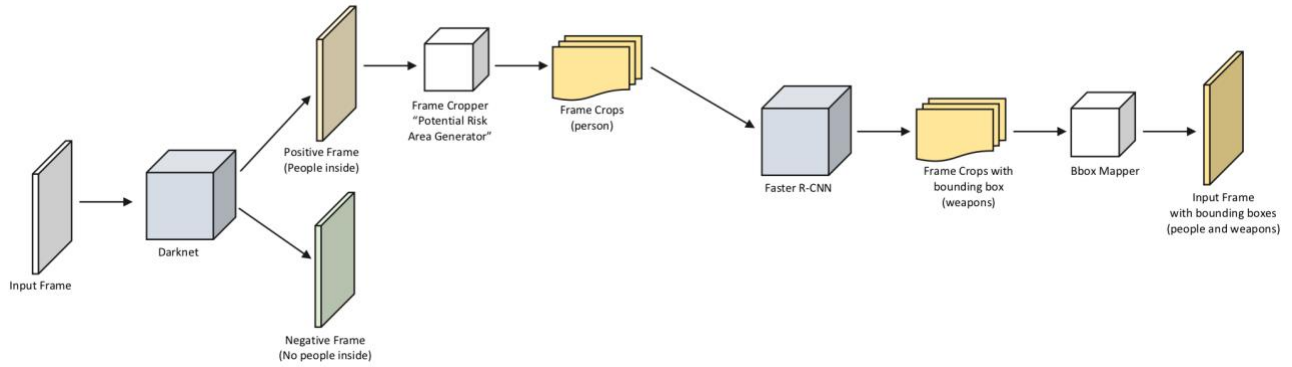 Input Frame
Darknet
Positive Frame
(People inside)
Negative Frame
(No people inside)
Frame Cropper
“Potential Risk
Area Generator”
Frame Crops
(person)
Faster R-CNN
Frame Crops with
bounding box
(weapons)
Bbox Mapper
Input Frame
with bounding boxes
(people and weapons)